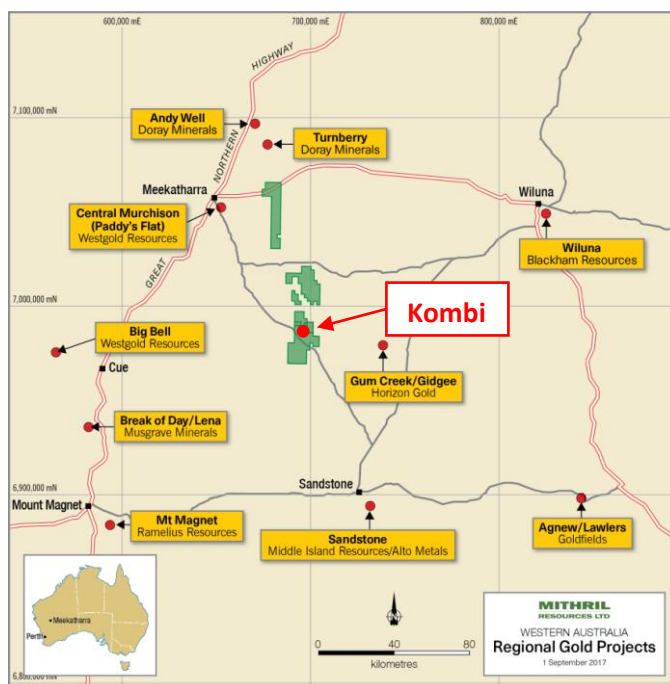 600,000 mE
700,000 mE
800,000 mE
HIGHWAY
7,100,000 mN
Andy Well
Doray Minerals
Turnberry
Doray Minerals
NORTHERN
Meekatharra
Wiluna
Central Murchison
(Paddy's Flat)
Westgold Resources
Wiluna
Blackham Resources
GREAT
7,000,000 mN
Kombi
Big Bell
Westgold Resources
Cue
Gum Creek/Gidgee
Horizon Gold
Break of Day/Lena
Musgrave Minerals
6,900,000 mN
Sandstone
Mount Magnet
Mt Magnet
Ramelius Resources
Sandstone
Middle Island Resources/Alto Metals
Agnew/Lawlers
Goldfields
Meekatharra
Perth
0 40 80
kilometres
MITHRIL
RESOURCES LTD
WESTERN AUSTRALIA
Regional Gold Projects
1 September 2017
6,800,000 mN